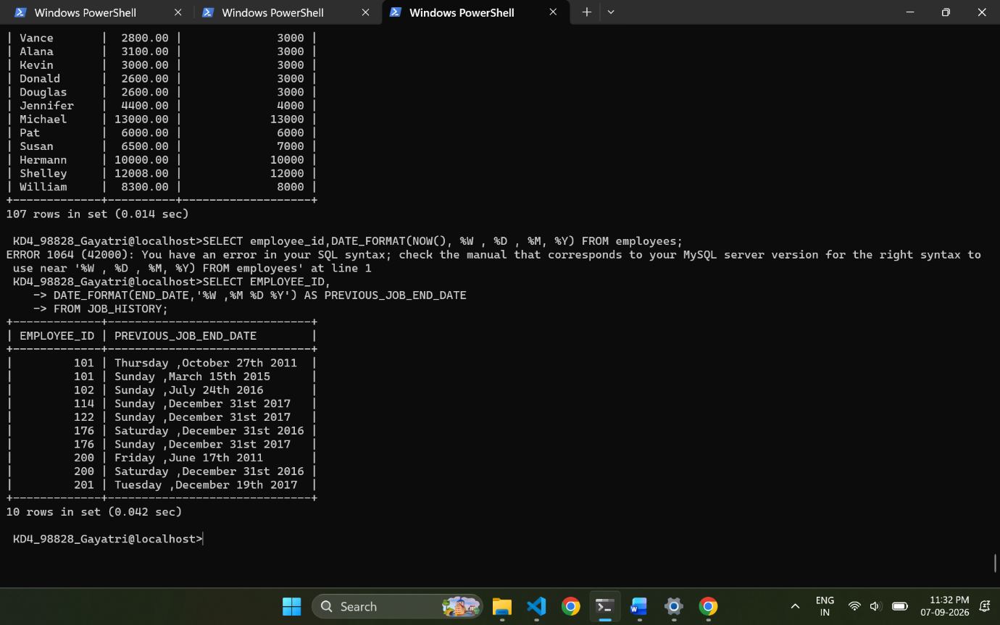 Windows PowerShell
Windows PowerShell
Windows PowerShell
| Vance | 2800.00 | 3000 |
| Alana | 3100.00 | 3000 |
| Kevin | 3000.00 | 3000 |
| Donald | 2600.00 | 3000 |
| Douglas | 2600.00 | 3000 |
| Jennifer | 4400.00 | 4000 |
| Michael | 13000.00 | 13000 |
| Pat | 6000.00 | 6000 |
| Susan | 6500.00 | 7000 |
| Hermann | 10000.00 | 10000 |
| Shelley | 12008.00 | 12000 |
| William | 8300.00 | 8000 |
+-------------+----------+-------------------+
107 rows in set (0.014 sec)
KD4_98828_Gayatri@localhost>SELECT employee_id,DATE_FORMAT(NOW(), %W , %D , %M, %Y) FROM employees;
ERROR 1064 (42000): You have an error in your SQL syntax; check the manual that corresponds to your MySQL server version for the right syntax to
use near '%W , %D , %M, %Y) FROM employees' at line 1
KD4_98828_Gayatri@localhost>SELECT EMPLOYEE_ID,
-> DATE_FORMAT(END_DATE,'%W ,%M %D %Y') AS PREVIOUS_JOB_END_DATE
-> FROM JOB_HISTORY;
+-------------+------------------------------+
| EMPLOYEE_ID | PREVIOUS_JOB_END_DATE |
+-------------+------------------------------+
| 101 | Thursday ,October 27th 2011 |
| 101 | Sunday ,March 15th 2015 |
| 102 | Sunday ,July 24th 2016 |
| 114 | Sunday ,December 31st 2017 |
| 122 | Sunday ,December 31st 2017 |
| 176 | Saturday ,December 31st 2016 |
| 176 | Sunday ,December 31st 2017 |
| 200 | Friday ,June 17th 2011 |
| 200 | Saturday ,December 31st 2016 |
| 201 | Tuesday ,December 19th 2017 |
+-------------+------------------------------+
10 rows in set (0.042 sec)
KD4_98828_Gayatri@localhost>
Search
ENG
IN
11:32 PM
07-09-2026